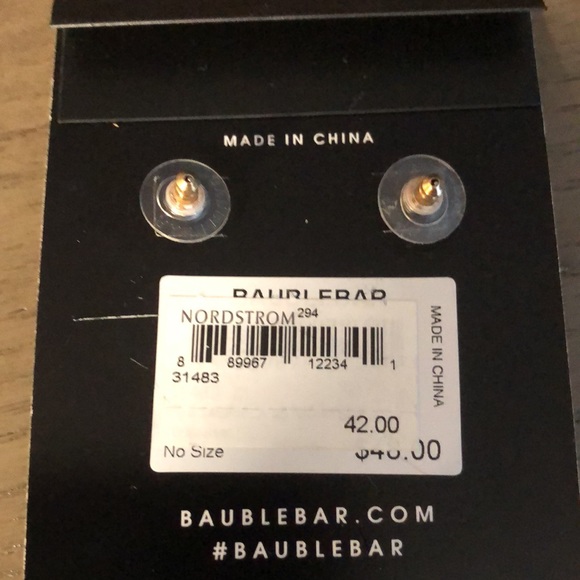 MADE IN CHINA
BAUBLEBAR
NORDSTROM 294
8 89967 12234 1
31483
42.00
No Size
MADE IN CHINA
BAUBLEBAR.COM
#BAUBLEBAR